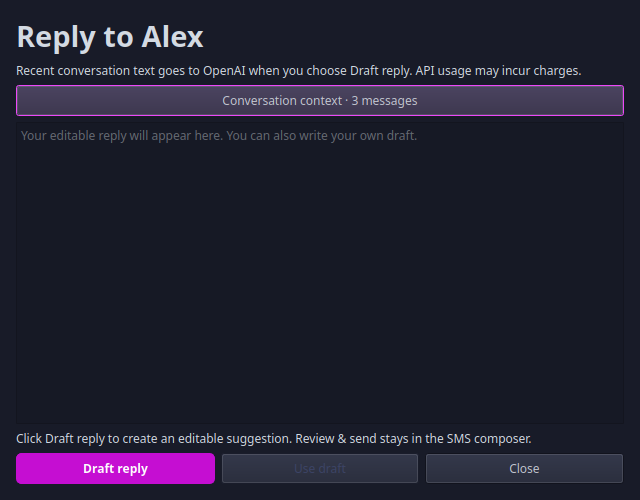 Reply to Alex
Recent conversation text goes to OpenAI when you choose Draft reply. API usage may incur charges.
Conversation context · 3 messages
Your editable reply will appear here. You can also write your own draft.
Click Draft reply to create an editable suggestion. Review & send stays in the SMS composer.
Draft reply
Use draft
Close